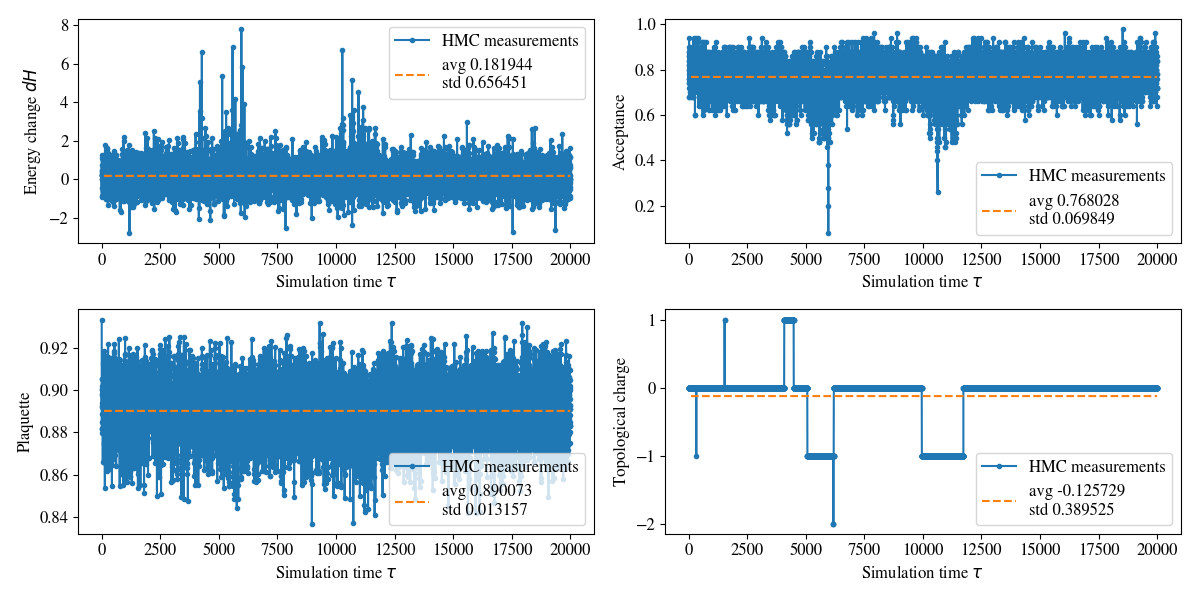 Energy change dH
8
6
4
2
0
−2
HMC measurements
avg 0.181944
std 0.656451
0 2500 5000 7500 10000 12500 15000 17500 20000
Simulation time τ
Acceptance
1.0
0.8
0.6
0.4
0.2
HMC measurements
avg 0.768028
std 0.069849
0 2500 5000 7500 10000 12500 15000 17500 20000
Simulation time τ
Plaquette
0.92
0.90
0.88
0.86
0.84
HMC measurements
avg 0.890073
std 0.013157
0 2500 5000 7500 10000 12500 15000 17500 20000
Simulation time τ
Topological charge
1
0
−1
−2
HMC measurements
avg -0.125729
std 0.389525
0 2500 5000 7500 10000 12500 15000 17500 20000
Simulation time τ